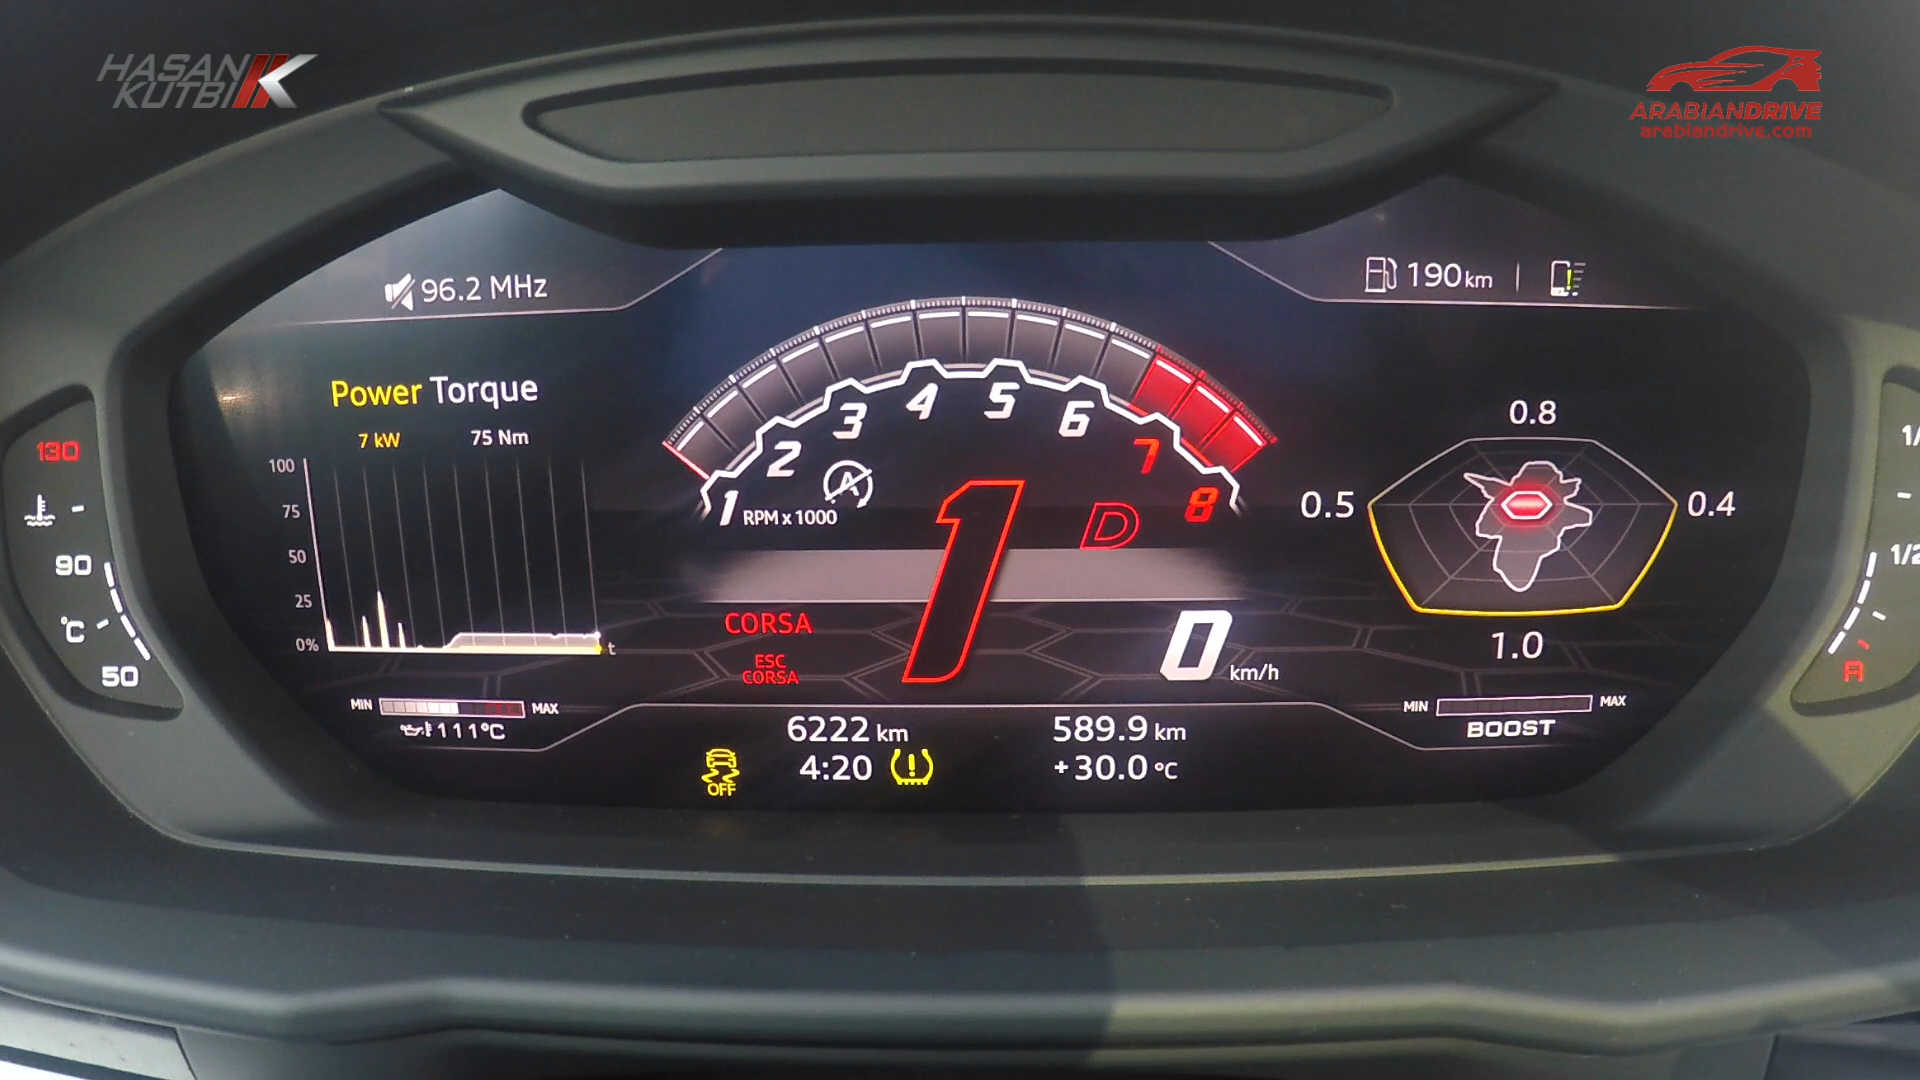 HASAN K
KUTBI
ARABIANDRIVE
arabiandrive.com
96.2 MHz
190 km
Power Torque
7 kW 75 Nm
100
75
50
25
0%
t
MIN MAX
111°C
1 2 3 4 5 6 7 8
RPM x 1000
A
1 D
CORSA
ESC
CORSA
0 km/h
6222 km 589.9 km
OFF 4:20 +30.0 °C
0.8
0.5 0.4
1.0
MIN MAX
BOOST
130
90
°C
50
1/2
R